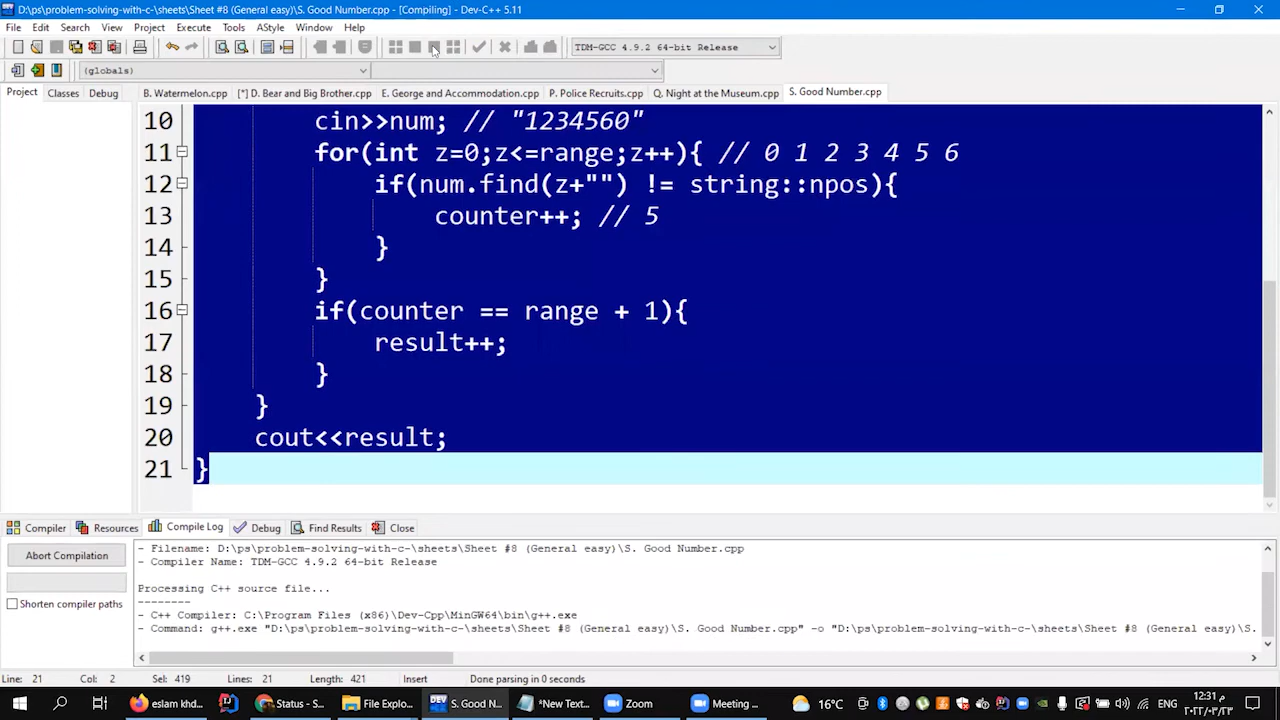 D:\ps\problem-solving-with-c-\sheets\Sheet #8 (General easy)\S. Good Number.cpp - [Compiling] - Dev-C++ 5.11
File Edit Search View Project Execute Tools AStyle Window Help
TDM-GCC 4.9.2 64-bit Release
(globals)
Project Classes Debug B. Watermelon.cpp [*] D. Bear and Big Brother.cpp E. George and Accommodation.cpp P. Police Recruits.cpp Q. Night at the Museum.cpp S. Good Number.cpp
10 cin>>num; // "1234560"
11 for(int z=0;z<=range;z++){ // 0 1 2 3 4 5 6
12 if(num.find(z+"") != string::npos){
13 counter++; // 5
14 }
15 }
16 if(counter == range + 1){
17 result++;
18 }
19 }
20 cout<<result;
21 }
Compiler Resources Compile Log Debug Find Results Close
Abort Compilation
Shorten compiler paths
- Filename: D:\ps\problem-solving-with-c-\sheets\Sheet #8 (General easy)\S. Good Number.cpp
- Compiler Name: TDM-GCC 4.9.2 64-bit Release
Processing C++ source file...
--------
- C++ Compiler: C:\Program Files (x86)\Dev-Cpp\MinGW64\bin\g++.exe
- Command: g++.exe "D:\ps\problem-solving-with-c-\sheets\Sheet #8 (General easy)\S. Good Number.cpp" -o "D:\ps\problem-solving-with-c-\sheets\Sheet #8 (General easy)\S.
Line: 21 Col: 2 Sel: 419 Lines: 21 Length: 421 Insert Done parsing in 0 seconds
eslam khd... Status - S... File Explo... S. Good N... *New Text... Zoom Meeting ... 16°C ENG
١٢:٣١ م